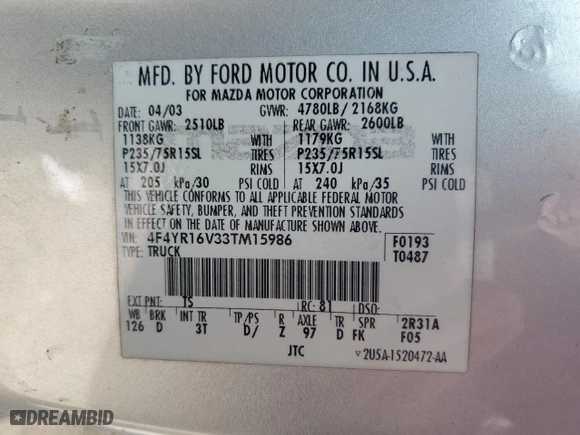 MFD. BY FORD MOTOR CO. IN U.S.A.
FOR MAZDA MOTOR CORPORATION
DATE: 04/03 GVWR: 4780LB/ 2168KG
FRONT GAWR: 2510LB REAR GAWR: 2600LB
1138KG WITH 1179KG WITH
P235/75R15SL TIRES P235/75R15SL TIRES
15X7.0J RIMS 15X7.0J RIMS
AT 205 kPa/30 PSI COLD AT 240 kPa/35 PSI COLD
THIS VEHICLE CONFORMS TO ALL APPLICABLE FEDERAL MOTOR
VEHICLE SAFETY, BUMPER, AND THEFT PREVENTION STANDARDS
IN EFFECT ON THE DATE OF MANUFACTURE SHOWN ABOVE.
VIN: 4F4YR16V33TM15986 F0193
TYPE: TRUCK T0487
EXT PNT: TS RC: 81 DSO:
WB BRK INT TR TP/PS R AXLE TR SPR 2R31A
126 D 3T D/ Z 97 D FK F05
JTC
▽2U5A-1520472-AA
DREAMBID